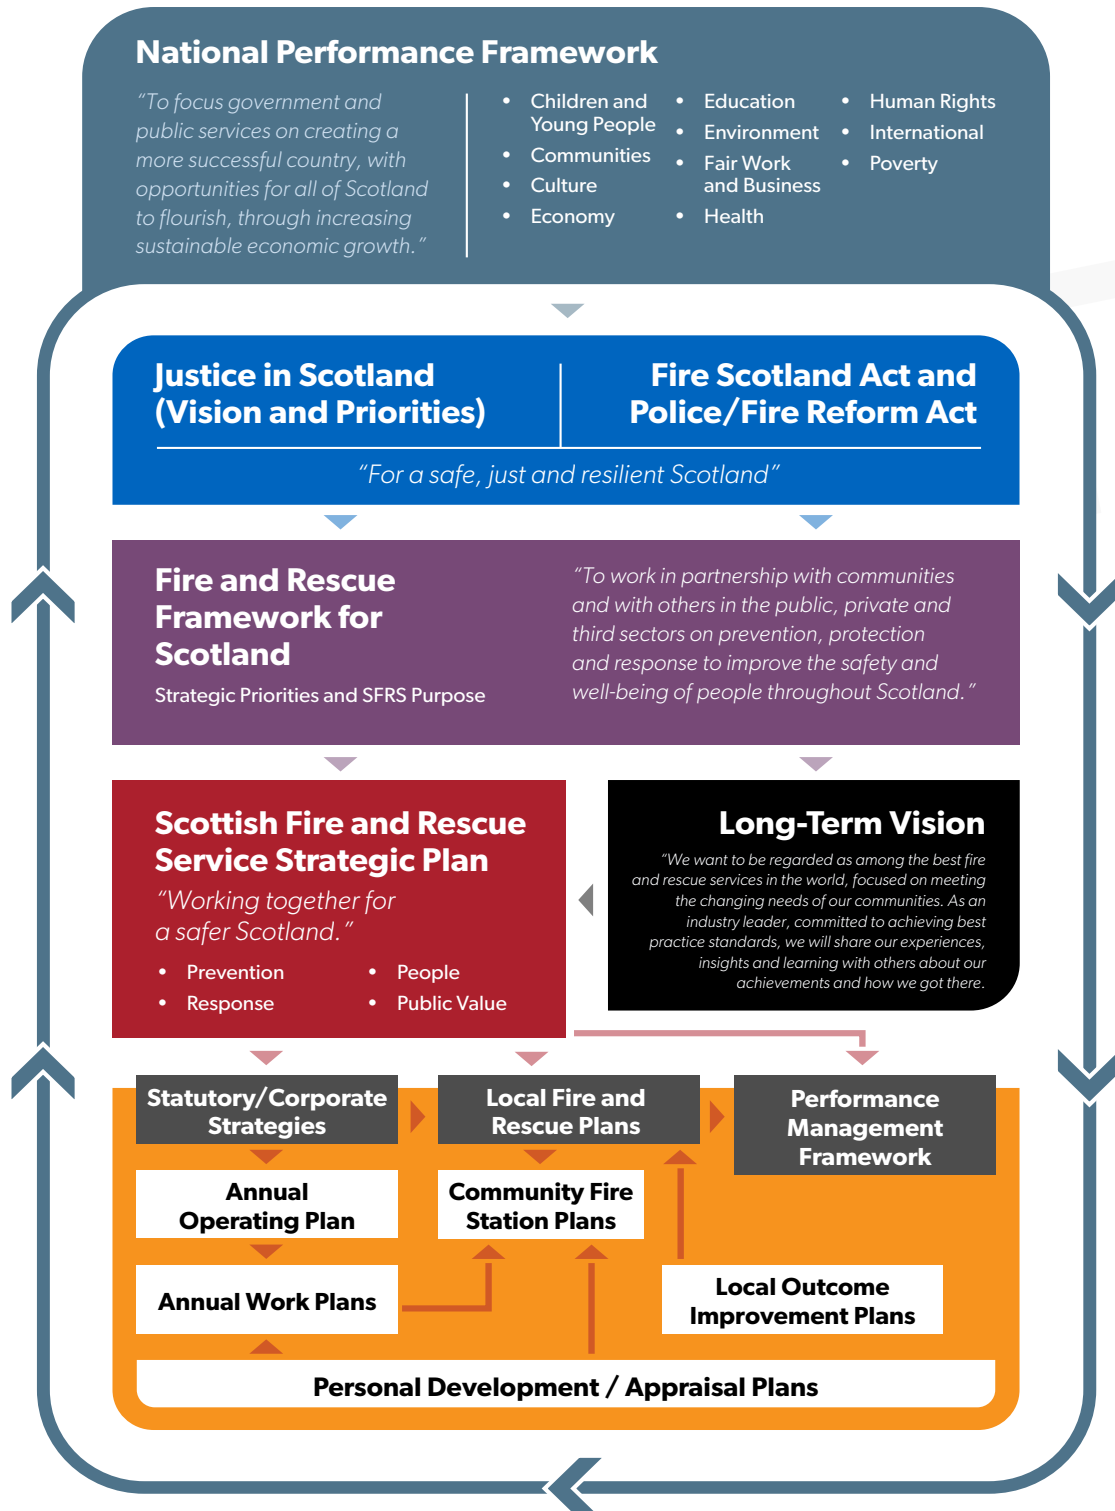 National Performance Framework
“To focus government and
public services on creating a
more successful country, with
opportunities for all of Scotland
to flourish, through increasing
sustainable economic growth.”
• Children and
Young People
• Communities
• Culture
• Economy
• Education
• Environment
• Fair Work
and Business
• Health
• Human Rights
• International
• Poverty
Justice in Scotland
(Vision and Priorities)
Fire Scotland Act and
Police/Fire Reform Act
“For a safe, just and resilient Scotland”
Fire and Rescue
Framework for
Scotland
Strategic Priorities and SFRS Purpose
“To work in partnership with communities
and with others in the public, private and
third sectors on prevention, protection
and response to improve the safety and
well-being of people throughout Scotland.”
Scottish Fire and Rescue
Service Strategic Plan
“Working together for
a safer Scotland.”
• Prevention
• Response
• People
• Public Value
Long-Term Vision
“We want to be regarded as among the best fire
and rescue services in the world, focused on meeting
the changing needs of our communities. As an
industry leader, committed to achieving best
practice standards, we will share our experiences,
insights and learning with others about our
achievements and how we got there.
Statutory/Corporate
Strategies
Local Fire and
Rescue Plans
Performance
Management
Framework
Annual
Operating Plan
Community Fire
Station Plans
Annual Work Plans
Local Outcome
Improvement Plans
Personal Development / Appraisal Plans